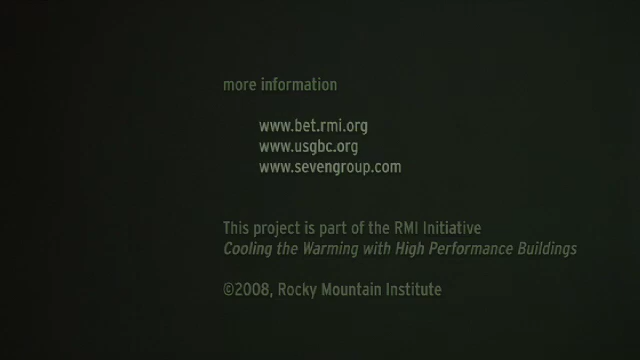 more information
www.bet.rmi.org
www.usgbc.org
www.sevengroup.com
This project is part of the RMI Initiative
Cooling the Warming with High Performance Buildings
©2008, Rocky Mountain Institute